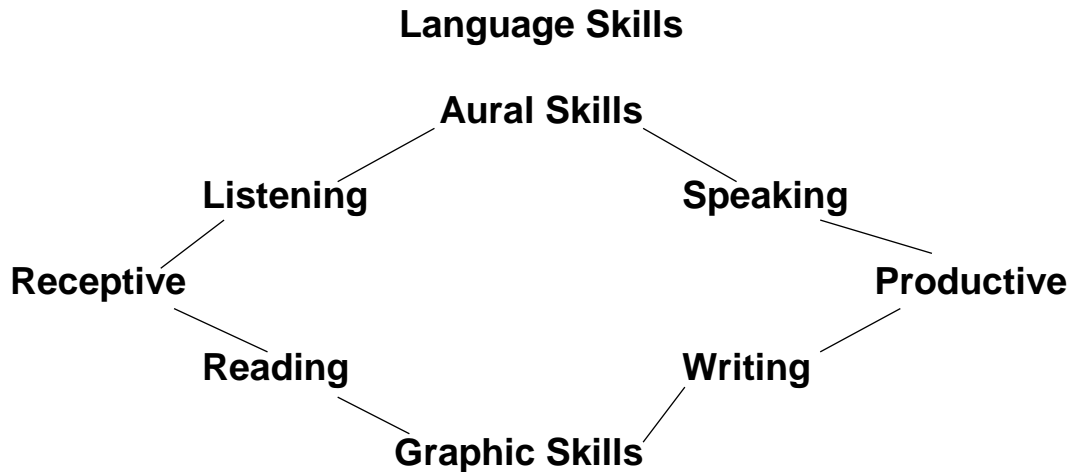 Language Skills
Aural Skills
Listening Speaking
Receptive Productive
Reading Writing
Graphic Skills